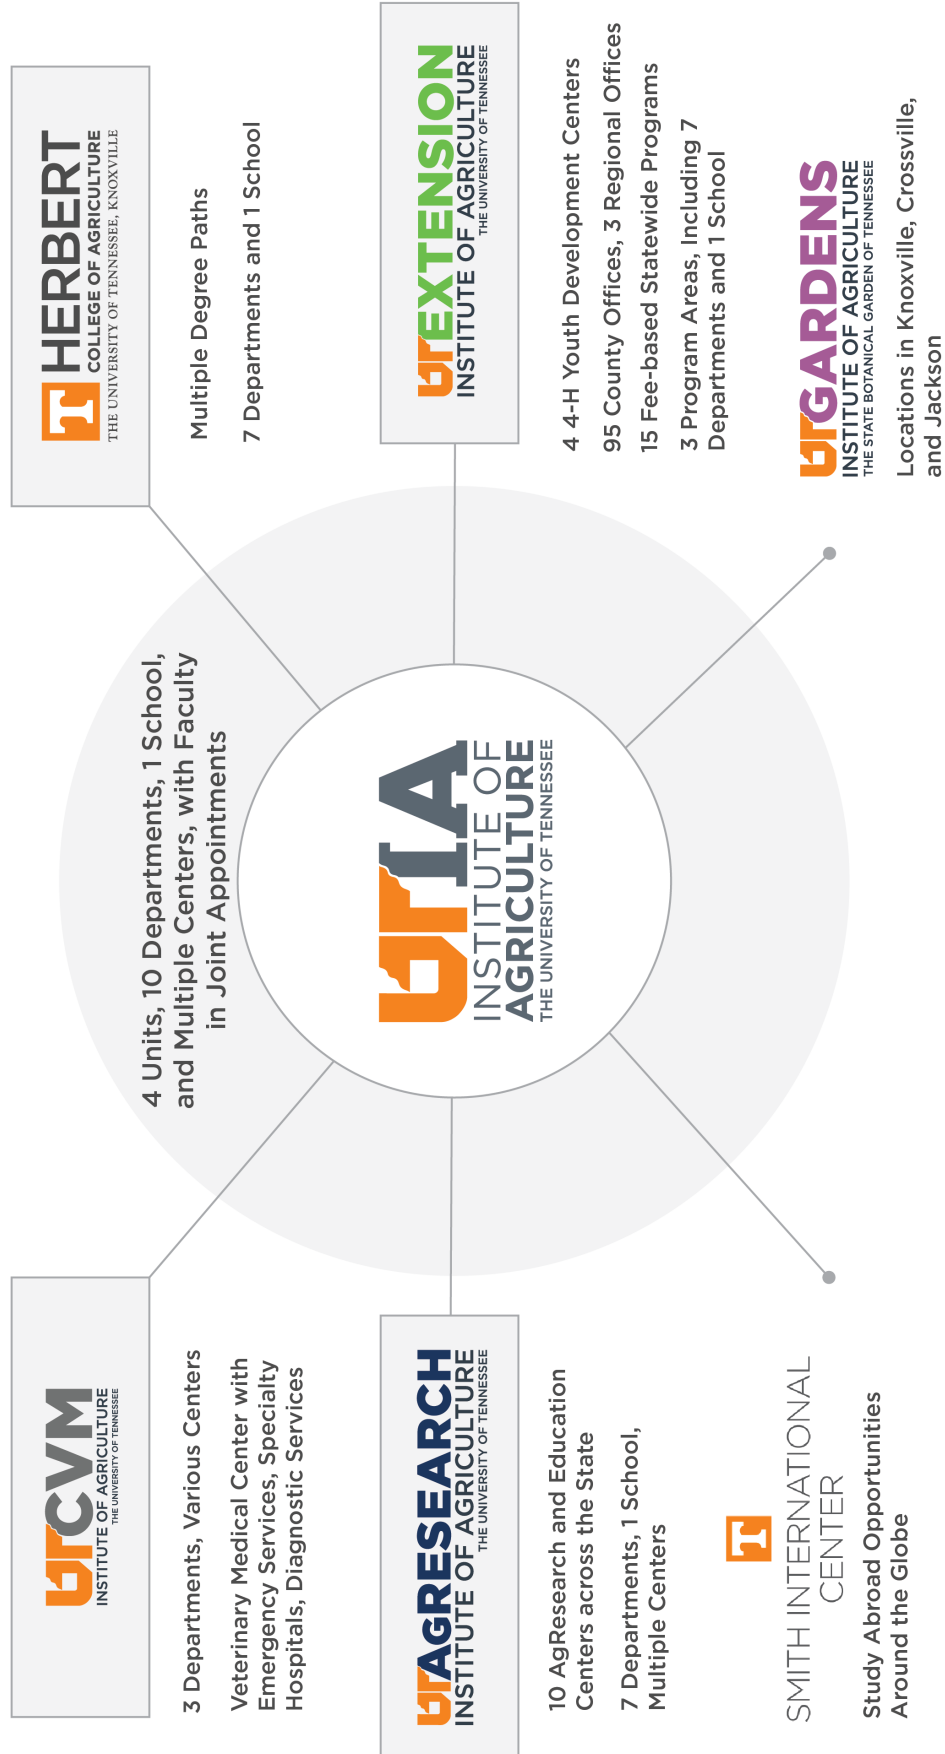 UTCVM
INSTITUTE OF AGRICULTURE
THE UNIVERSITY OF TENNESSEE
3 Departments, Various Centers
Veterinary Medical Center with
Emergency Services, Specialty
Hospitals, Diagnostic Services
4 Units, 10 Departments, 1 School,
and Multiple Centers, with Faculty
in Joint Appointments
T HERBERT
COLLEGE OF AGRICULTURE
THE UNIVERSITY OF TENNESSEE, KNOXVILLE
Multiple Degree Paths
7 Departments and 1 School
UTAGRESEARCH
INSTITUTE OF AGRICULTURE
THE UNIVERSITY OF TENNESSEE
10 AgResearch and Education
Centers across the State
7 Departments, 1 School,
Multiple Centers
UTIA
INSTITUTE OF
AGRICULTURE
THE UNIVERSITY OF TENNESSEE
UTEXTENSION
INSTITUTE OF AGRICULTURE
THE UNIVERSITY OF TENNESSEE
4 4-H Youth Development Centers
95 County Offices, 3 Regional Offices
15 Fee-based Statewide Programs
3 Program Areas, Including 7
Departments and 1 School
T
SMITH INTERNATIONAL
CENTER
Study Abroad Opportunities
Around the Globe
UTGARDENS
INSTITUTE OF AGRICULTURE
THE STATE BOTANICAL GARDEN OF TENNESSEE
Locations in Knoxville, Crossville,
and Jackson